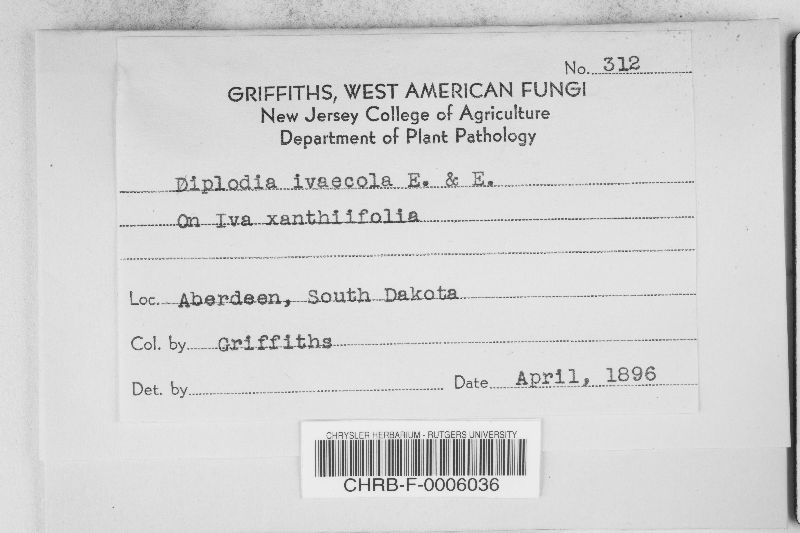 No. 312
GRIFFITHS, WEST AMERICAN FUNGI
New Jersey College of Agriculture
Department of Plant Pathology
Diplodia ivaecola E. & E.
On Iva xanthiifolia
Loc. Aberdeen, South Dakota
Col. by Griffiths
Det. by
Date April, 1896
CHRYSLER HERBARIUM - RUTGERS UNIVERSITY
CHRB-F-0006036